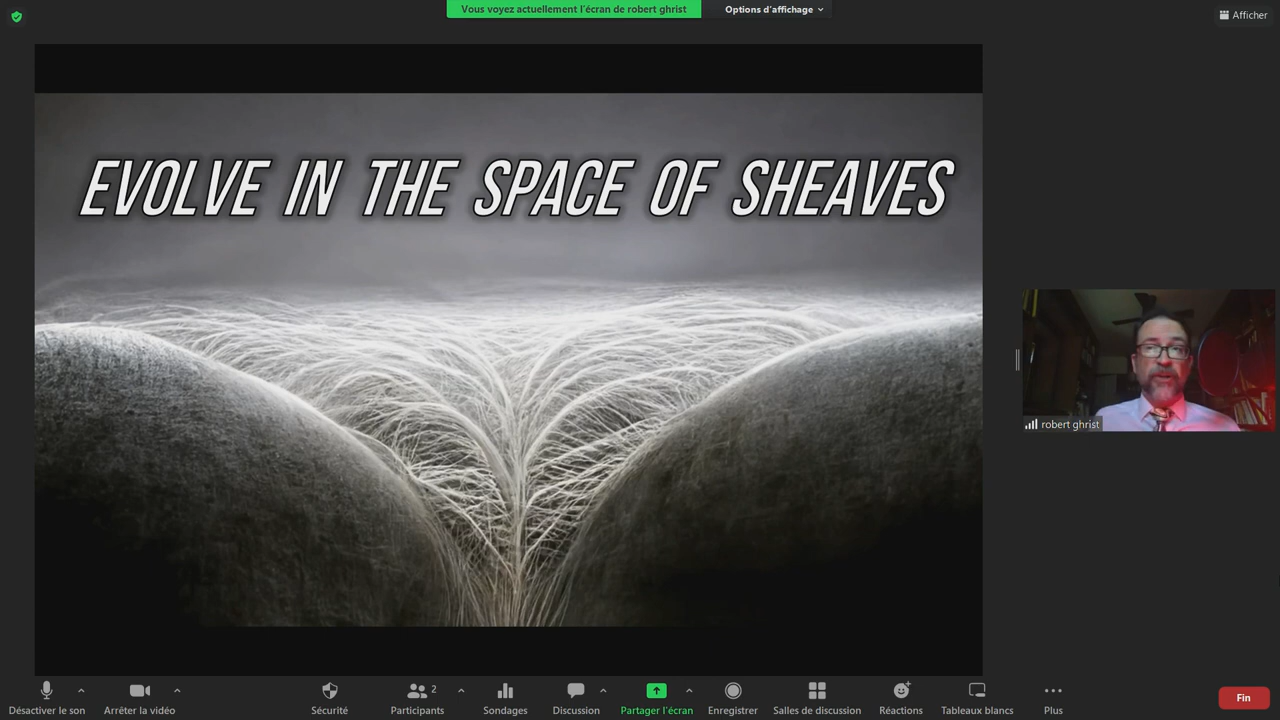 Vous voyez actuellement l'écran de robert ghrist
Options d'affichage
Afficher
EVOLVE IN THE SPACE OF SHEAVES
robert ghrist
2
Désactiver le son
Arrêter la vidéo
Sécurité
Participants
Sondages
Discussion
Partager l'écran
Enregistrer
Salles de discussion
Réactions
Tableaux blancs
Plus
Fin